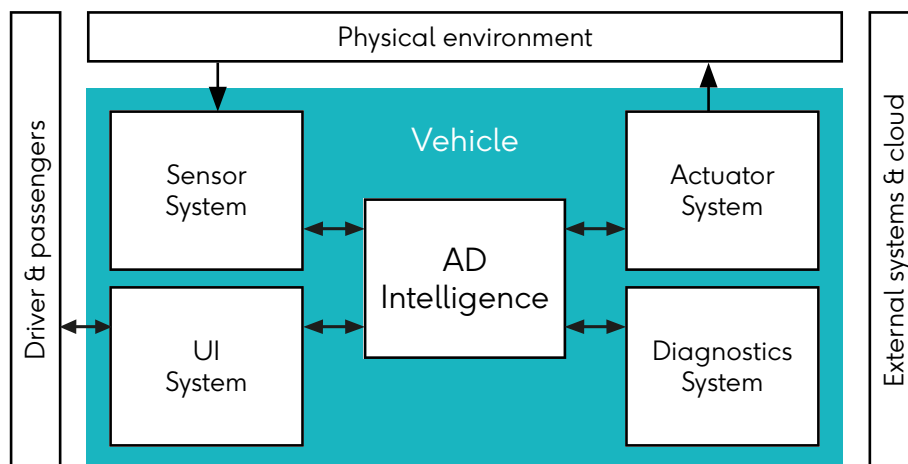 Physical environment
Driver & passengers
Vehicle
Sensor
System
Actuator
System
AD
Intelligence
UI
System
Diagnostics
System
External systems & cloud